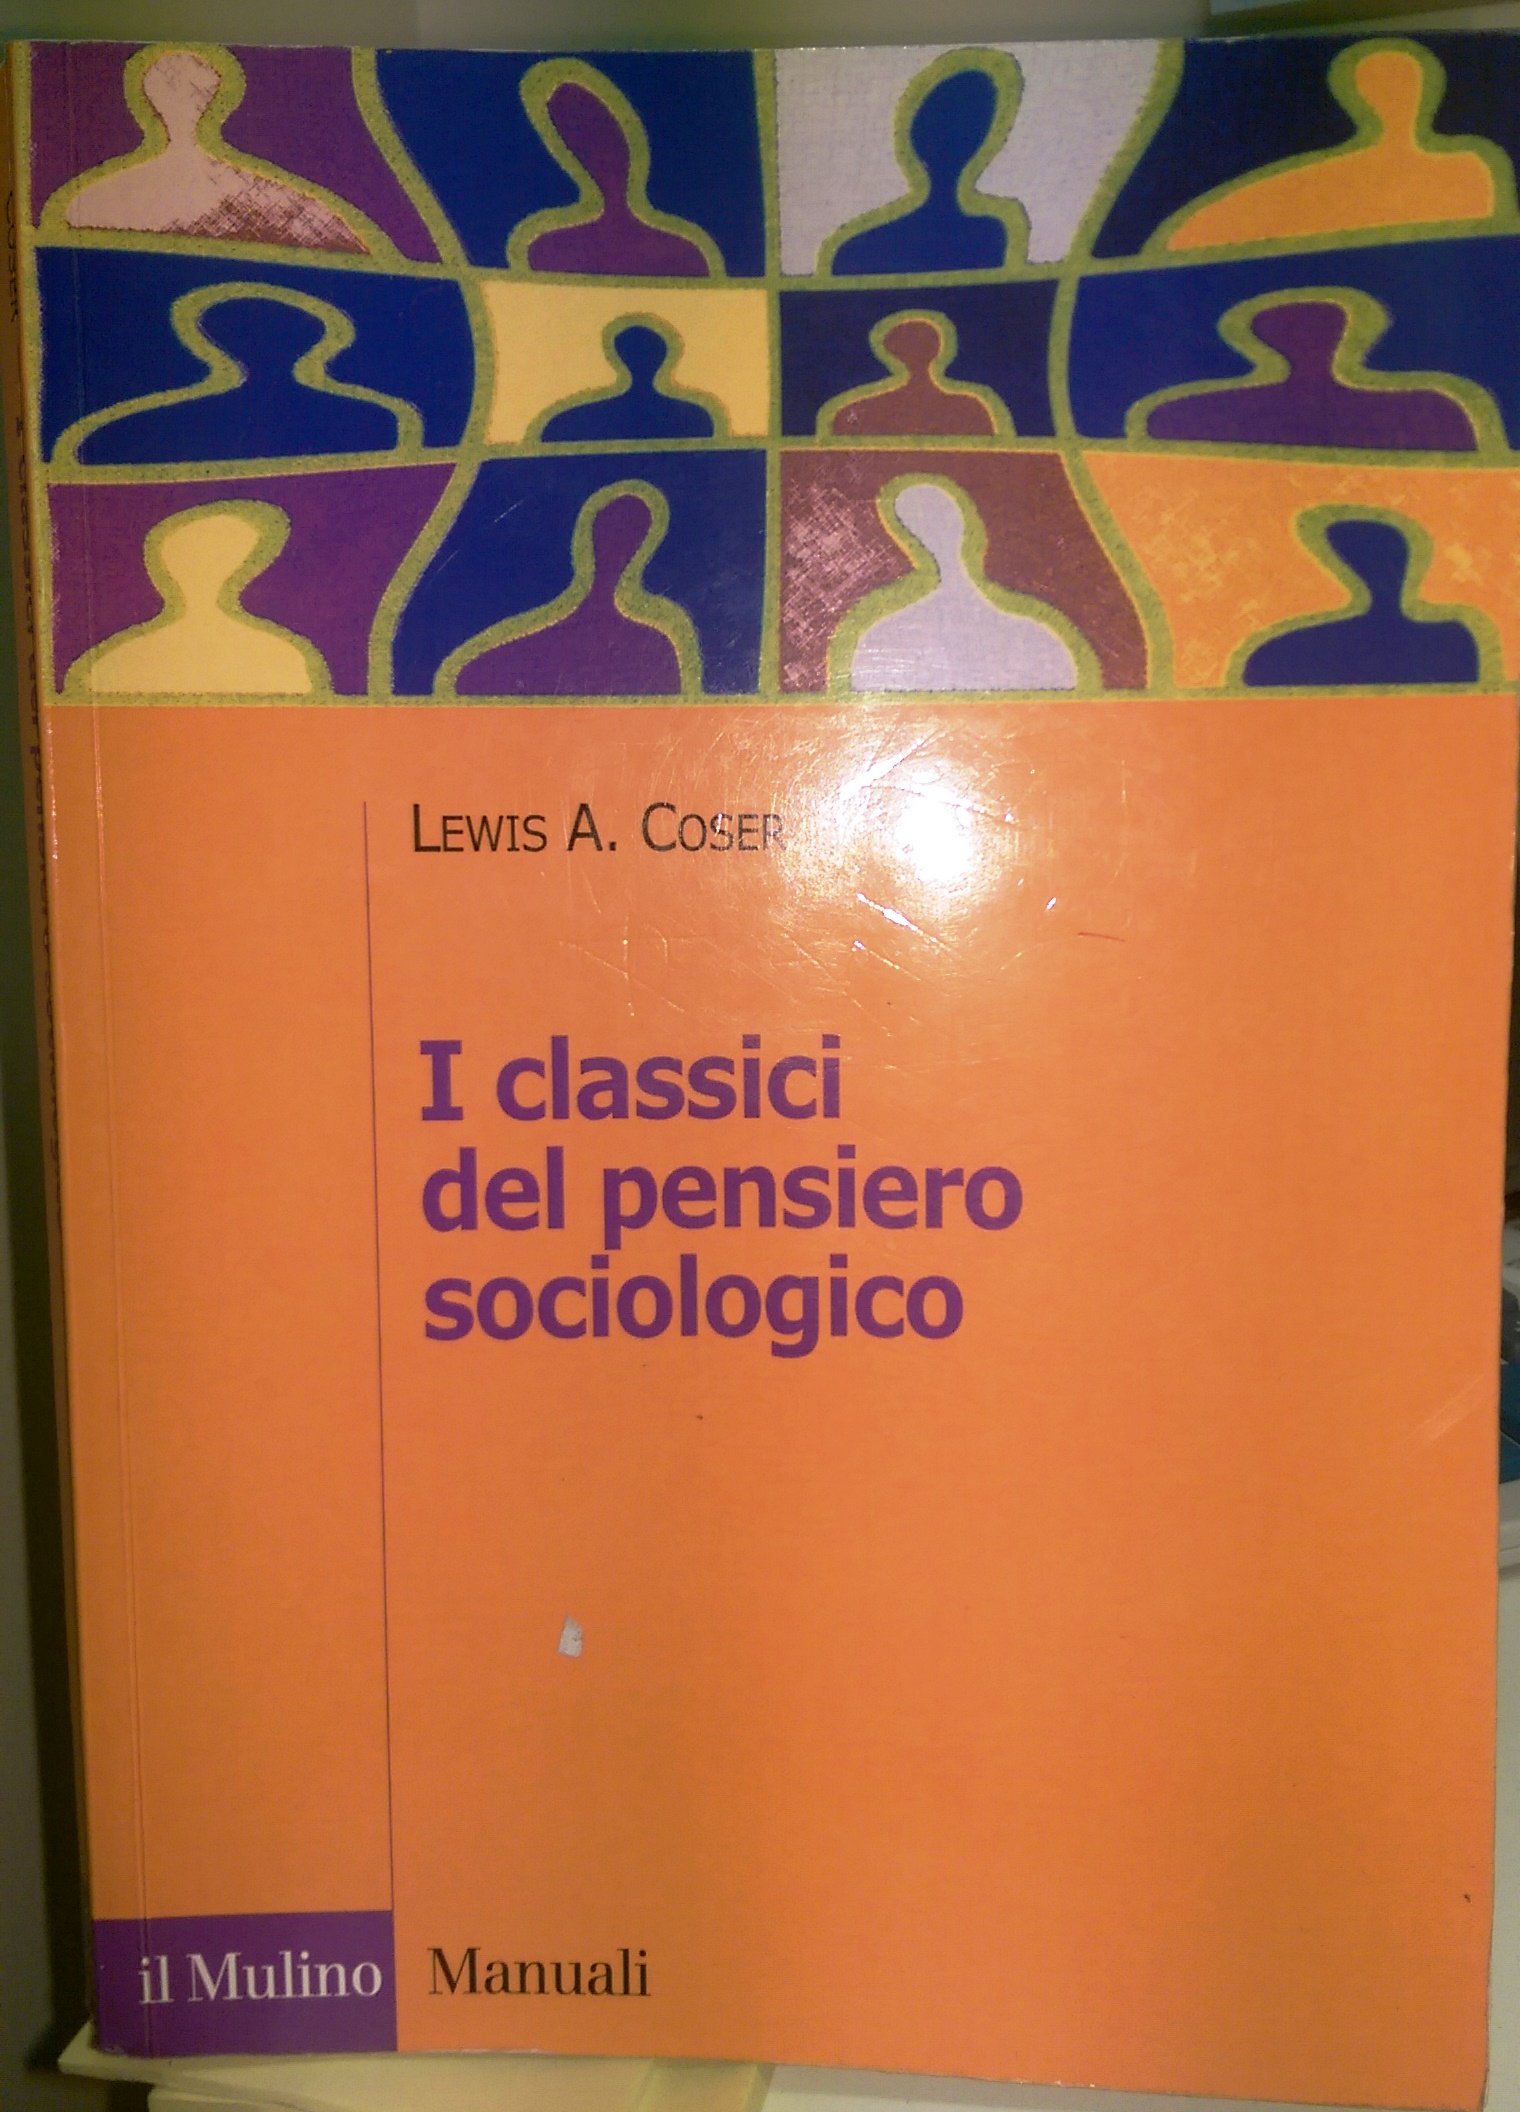 LEWIS A. COSER
I classici
del pensiero
sociologico
il Mulino
Manuali